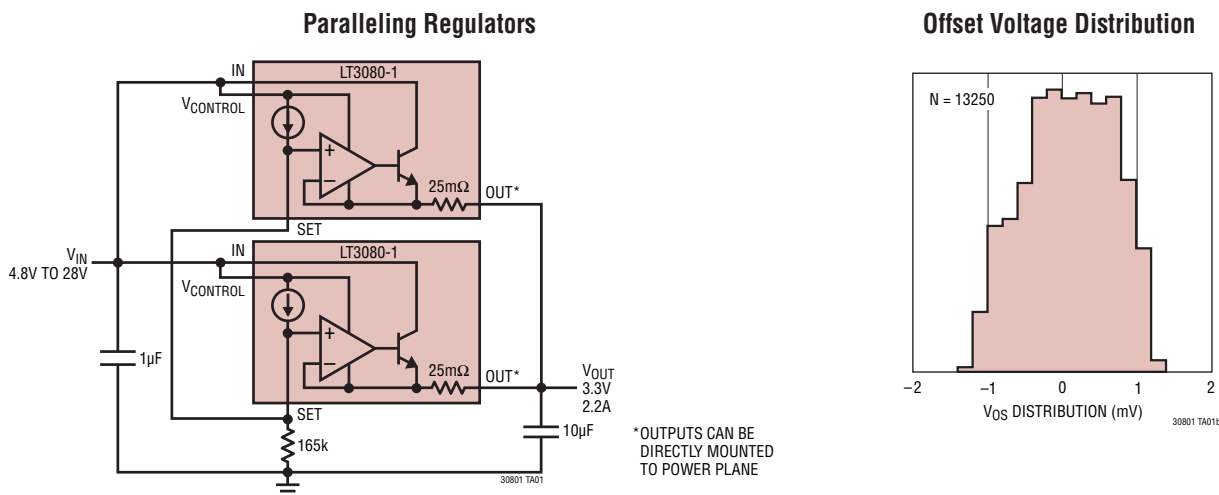 Paralleling Regulators
IN
LT3080-1
VCONTROL
+
–
25mΩ
OUT*
SET
IN
LT3080-1
VIN
4.8V TO 28V
VCONTROL
+
–
1µF
25mΩ
OUT*
VOUT
3.3V
2.2A
SET
165k
10µF
*OUTPUTS CAN BE
DIRECTLY MOUNTED
TO POWER PLANE
30801 TA01
Offset Voltage Distribution
N = 13250
–2
–1
0
1
2
VOS DISTRIBUTION (mV)
30801 TA01b